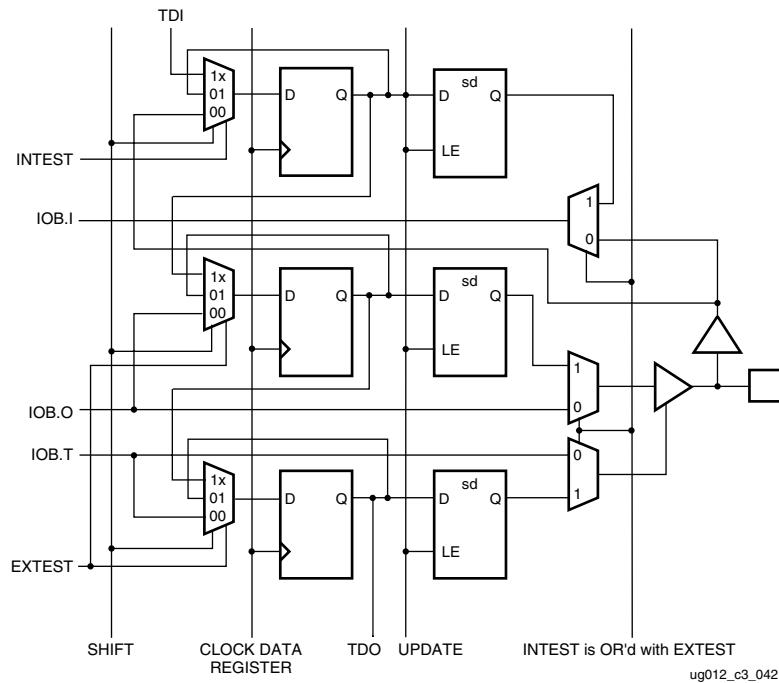 TDI
1x
01
00
D Q
sd
D Q
LE
INTEST
1
0
IOB.I
1x
01
00
D Q
sd
D Q
LE
1
0
IOB.O
IOB.T
0
1
1x
01
00
D Q
sd
D Q
LE
EXTEST
SHIFT
CLOCK DATA
REGISTER
TDO
UPDATE
INTEST is OR'd with EXTEST
ug012_c3_042